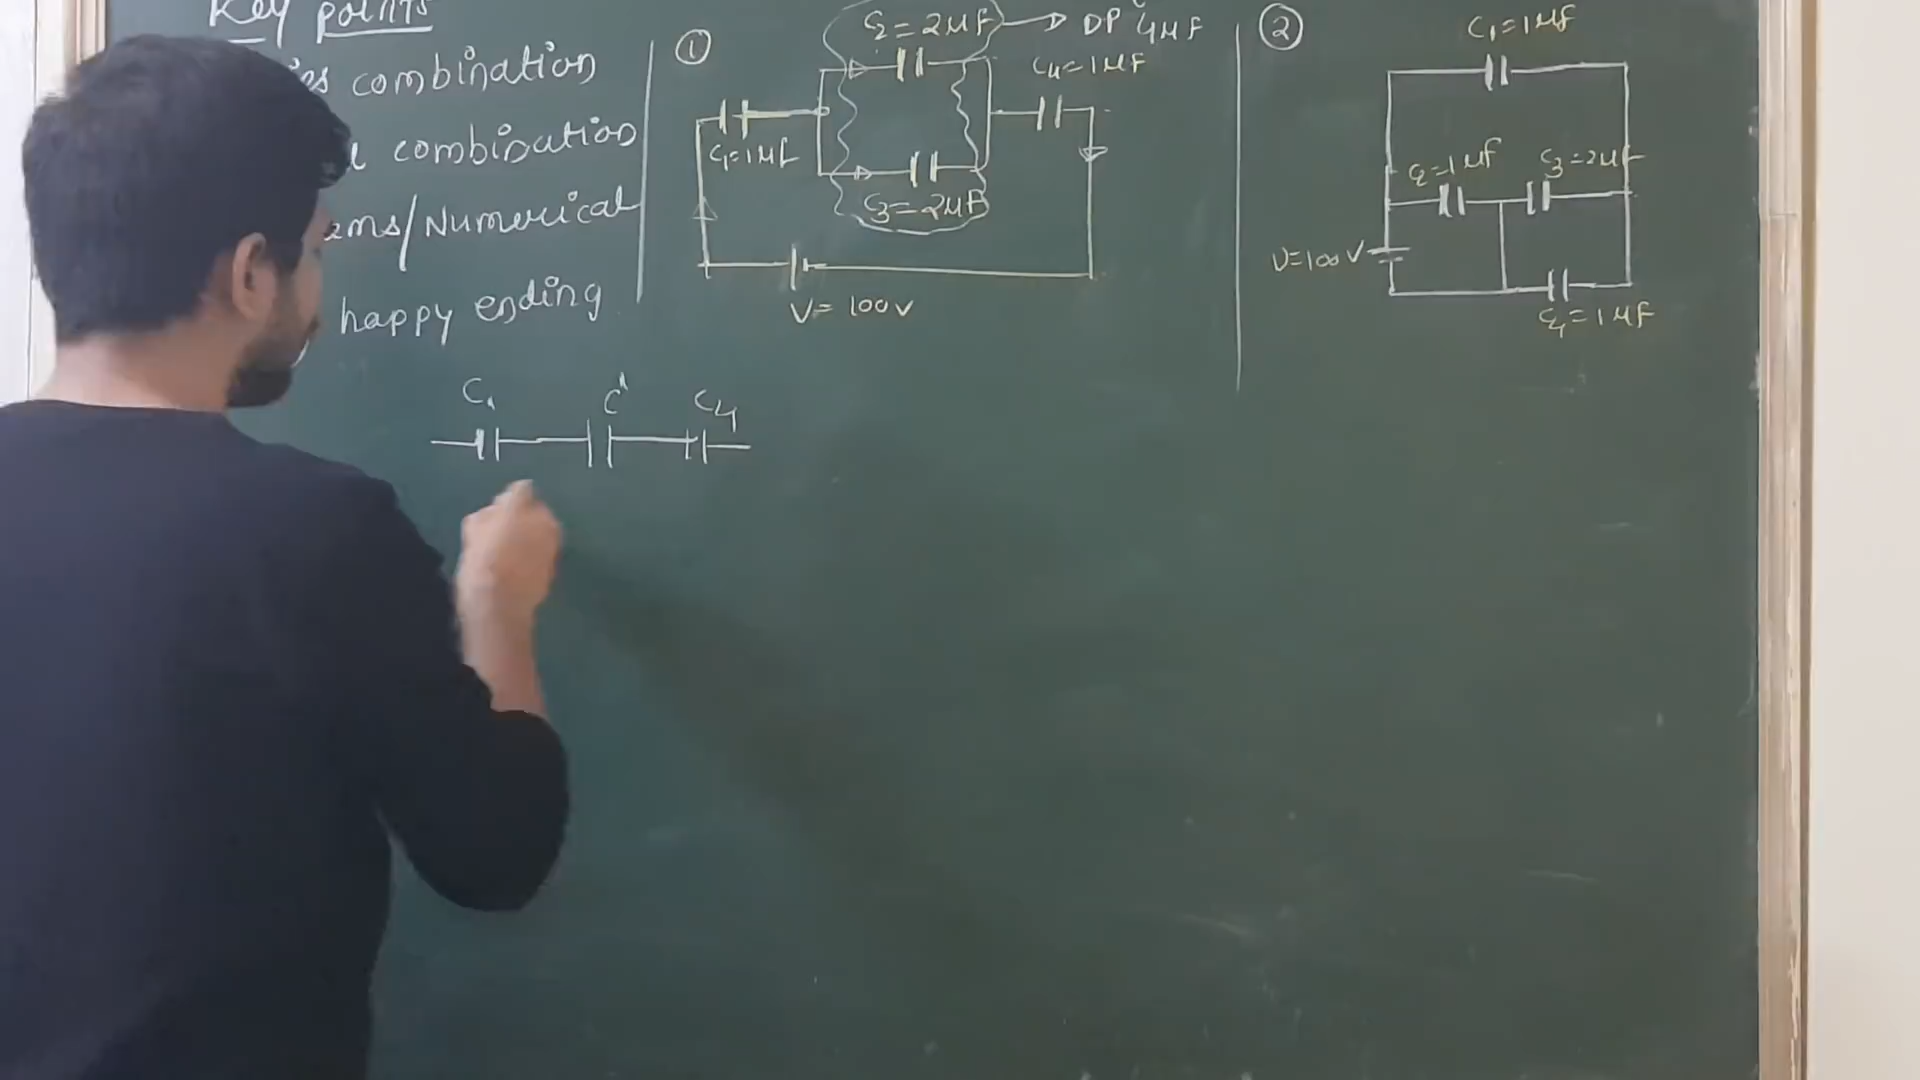 Key points
combination
combination
ems/Numerical
happy ending
①
C2 = 2μF
DP 4μF
C4 = 1μF
C1 = 1μF
C3 = 2μF
V = 100V
②
C1 = 1μF
C2 = 1μF
C3 = 2μF
V = 100V
C4 = 1μF
C1
C'
C4